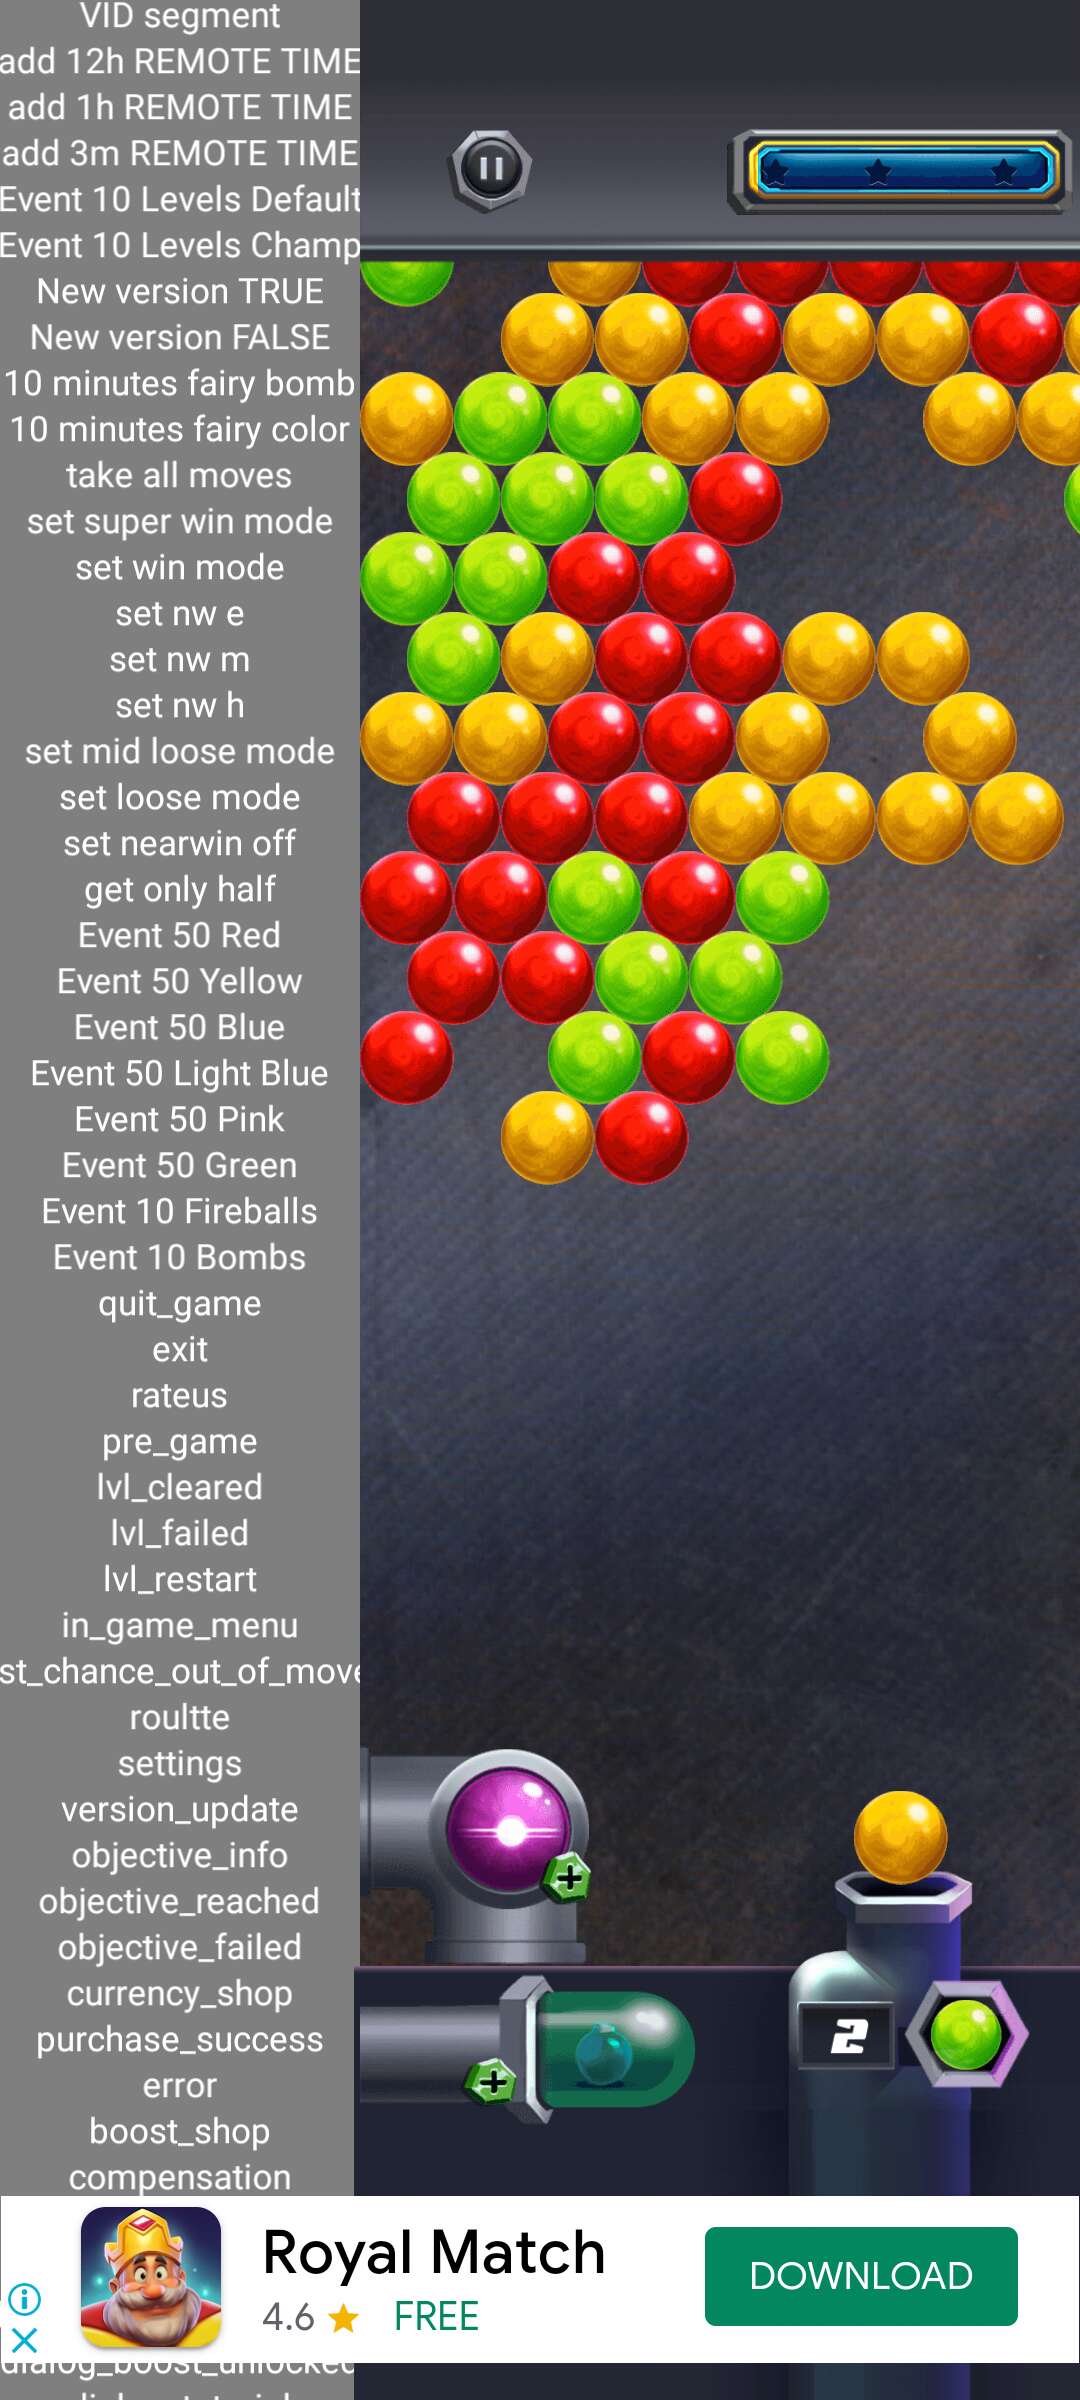 VID segment
add 12h REMOTE TIME
add 1h REMOTE TIME
add 3m REMOTE TIME
Event 10 Levels Default
Event 10 Levels Champ
New version TRUE
New version FALSE
10 minutes fairy bomb
10 minutes fairy color
take all moves
set super win mode
set win mode
set nw e
set nw m
set nw h
set mid loose mode
set loose mode
set nearwin off
get only half
Event 50 Red
Event 50 Yellow
Event 50 Blue
Event 50 Light Blue
Event 50 Pink
Event 50 Green
Event 10 Fireballs
Event 10 Bombs
quit_game
exit
rateus
pre_game
lvl_cleared
lvl_failed
lvl_restart
in_game_menu
st_chance_out_of_move
roultte
settings
version_update
objective_info
objective_reached
objective_failed
currency_shop
purchase_success
error
boost_shop
compensation
2
Royal Match
4.6 FREE
DOWNLOAD
dialog_boost_unlocked